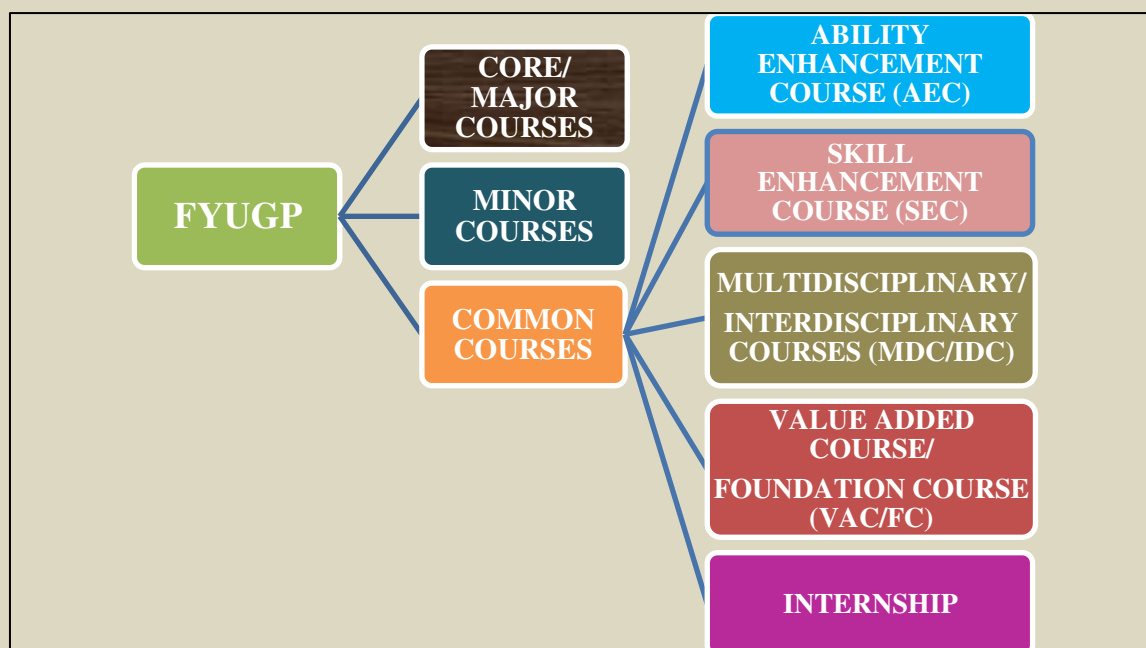 FYUGP
CORE/
MAJOR
COURSES
MINOR
COURSES
COMMON
COURSES
ABILITY
ENHANCEMENT
COURSE (AEC)
SKILL
ENHANCEMENT
COURSE (SEC)
MULTIDISCIPLINARY/
INTERDISCIPLINARY
COURSES (MDC/IDC)
VALUE ADDED
COURSE/
FOUNDATION COURSE
(VAC/FC)
INTERNSHIP